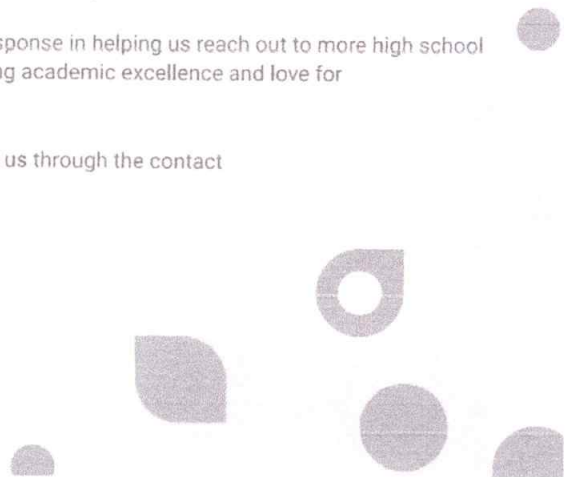 sponse in helping us reach out to more high school
ng academic excellence and love for
us through the contact